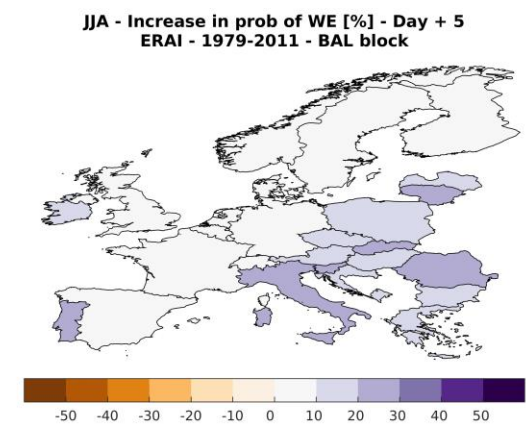 JJA - Increase in prob of WE [%] - Day + 5
ERAI - 1979-2011 - BAL block
-50 -40 -30 -20 -10 0 10 20 30 40 50